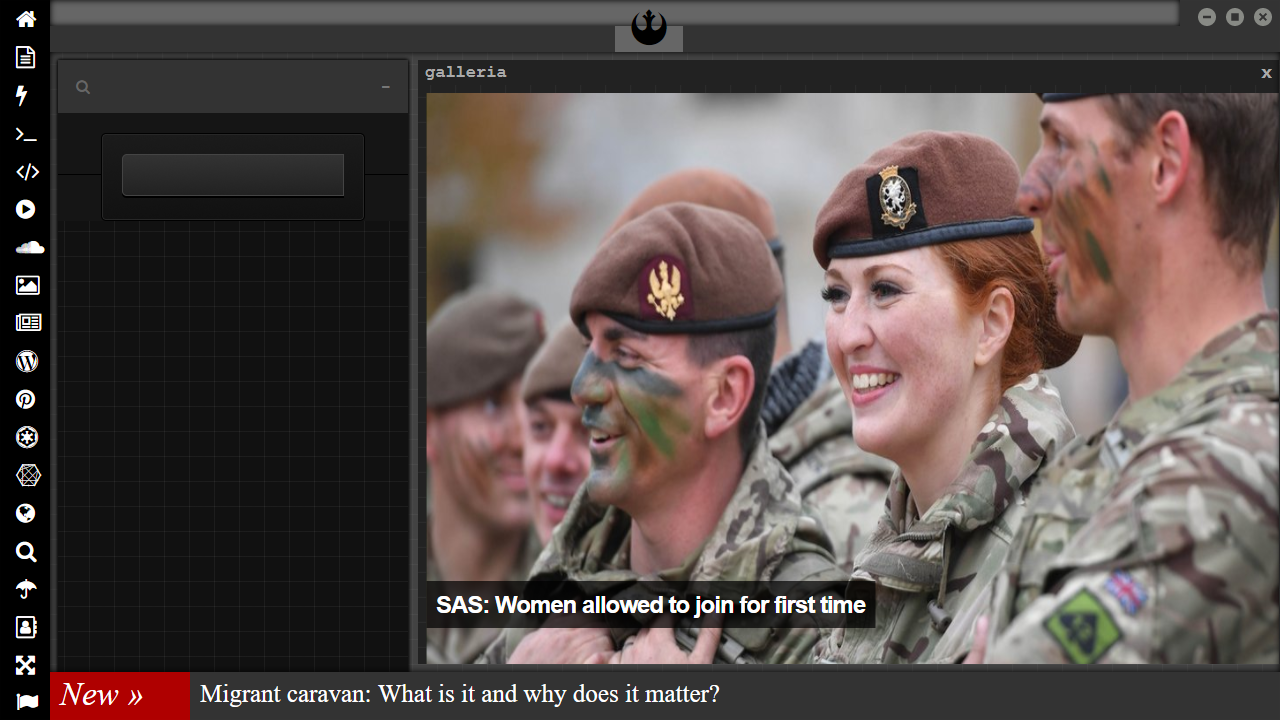 galleria
x
SAS: Women allowed to join for first time
New »
Migrant caravan: What is it and why does it matter?